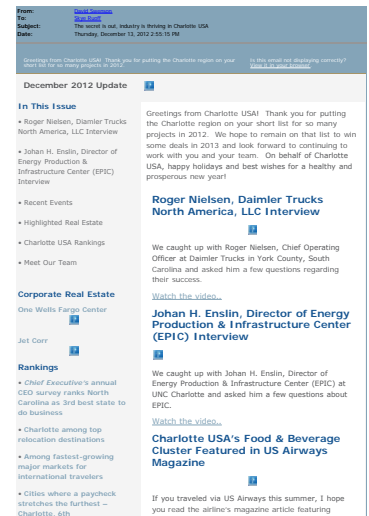 From: David Swenson
To: Skye Rueff
Subject: The secret is out, industry is thriving in Charlotte USA
Date: Thursday, December 13, 2012 2:55:15 PM
Greetings from Charlotte USA! Thank you for putting the Charlotte region on your
short list for so many projects in 2012.
Is this email not displaying correctly?
View it in your browser.
December 2012 Update
In This Issue
• Roger Nielsen, Diamler Trucks
North America, LLC Interview
• Johan H. Enslin, Director of
Energy Production &
Infrastructure Center (EPIC)
Interview
• Recent Events
• Highlighted Real Estate
• Charlotte USA Rankings
• Meet Our Team
Corporate Real Estate
One Wells Fargo Center
Jet Corr
Rankings
• Chief Executive's annual
CEO survey ranks North
Carolina as 3rd best state to
do business
• Charlotte among top
relocation destinations
• Among fastest-growing
major markets for
international travelers
• Cities where a paycheck
stretches the furthest –
Charlotte, 6th
Greetings from Charlotte USA! Thank you for putting
the Charlotte region on your short list for so many
projects in 2012. We hope to remain on that list to win
some deals in 2013 and look forward to continuing to
work with you and your team. On behalf of Charlotte
USA, happy holidays and best wishes for a healthy and
prosperous new year!
Roger Nielsen, Daimler Trucks
North America, LLC Interview
We caught up with Roger Nielsen, Chief Operating
Officer at Daimler Trucks in York County, South
Carolina and asked him a few questions regarding
their success.
Watch the video..
Johan H. Enslin, Director of Energy
Production & Infrastructure Center
(EPIC) Interview
We caught up with Johan H. Enslin, Director of
Energy Production & Infrastructure Center (EPIC) at
UNC Charlotte and asked him a few questions about
EPIC.
Watch the video..
Charlotte USA's Food & Beverage
Cluster Featured in US Airways
Magazine
If you traveled via US Airways this summer, I hope
you read the airline's magazine article featuring